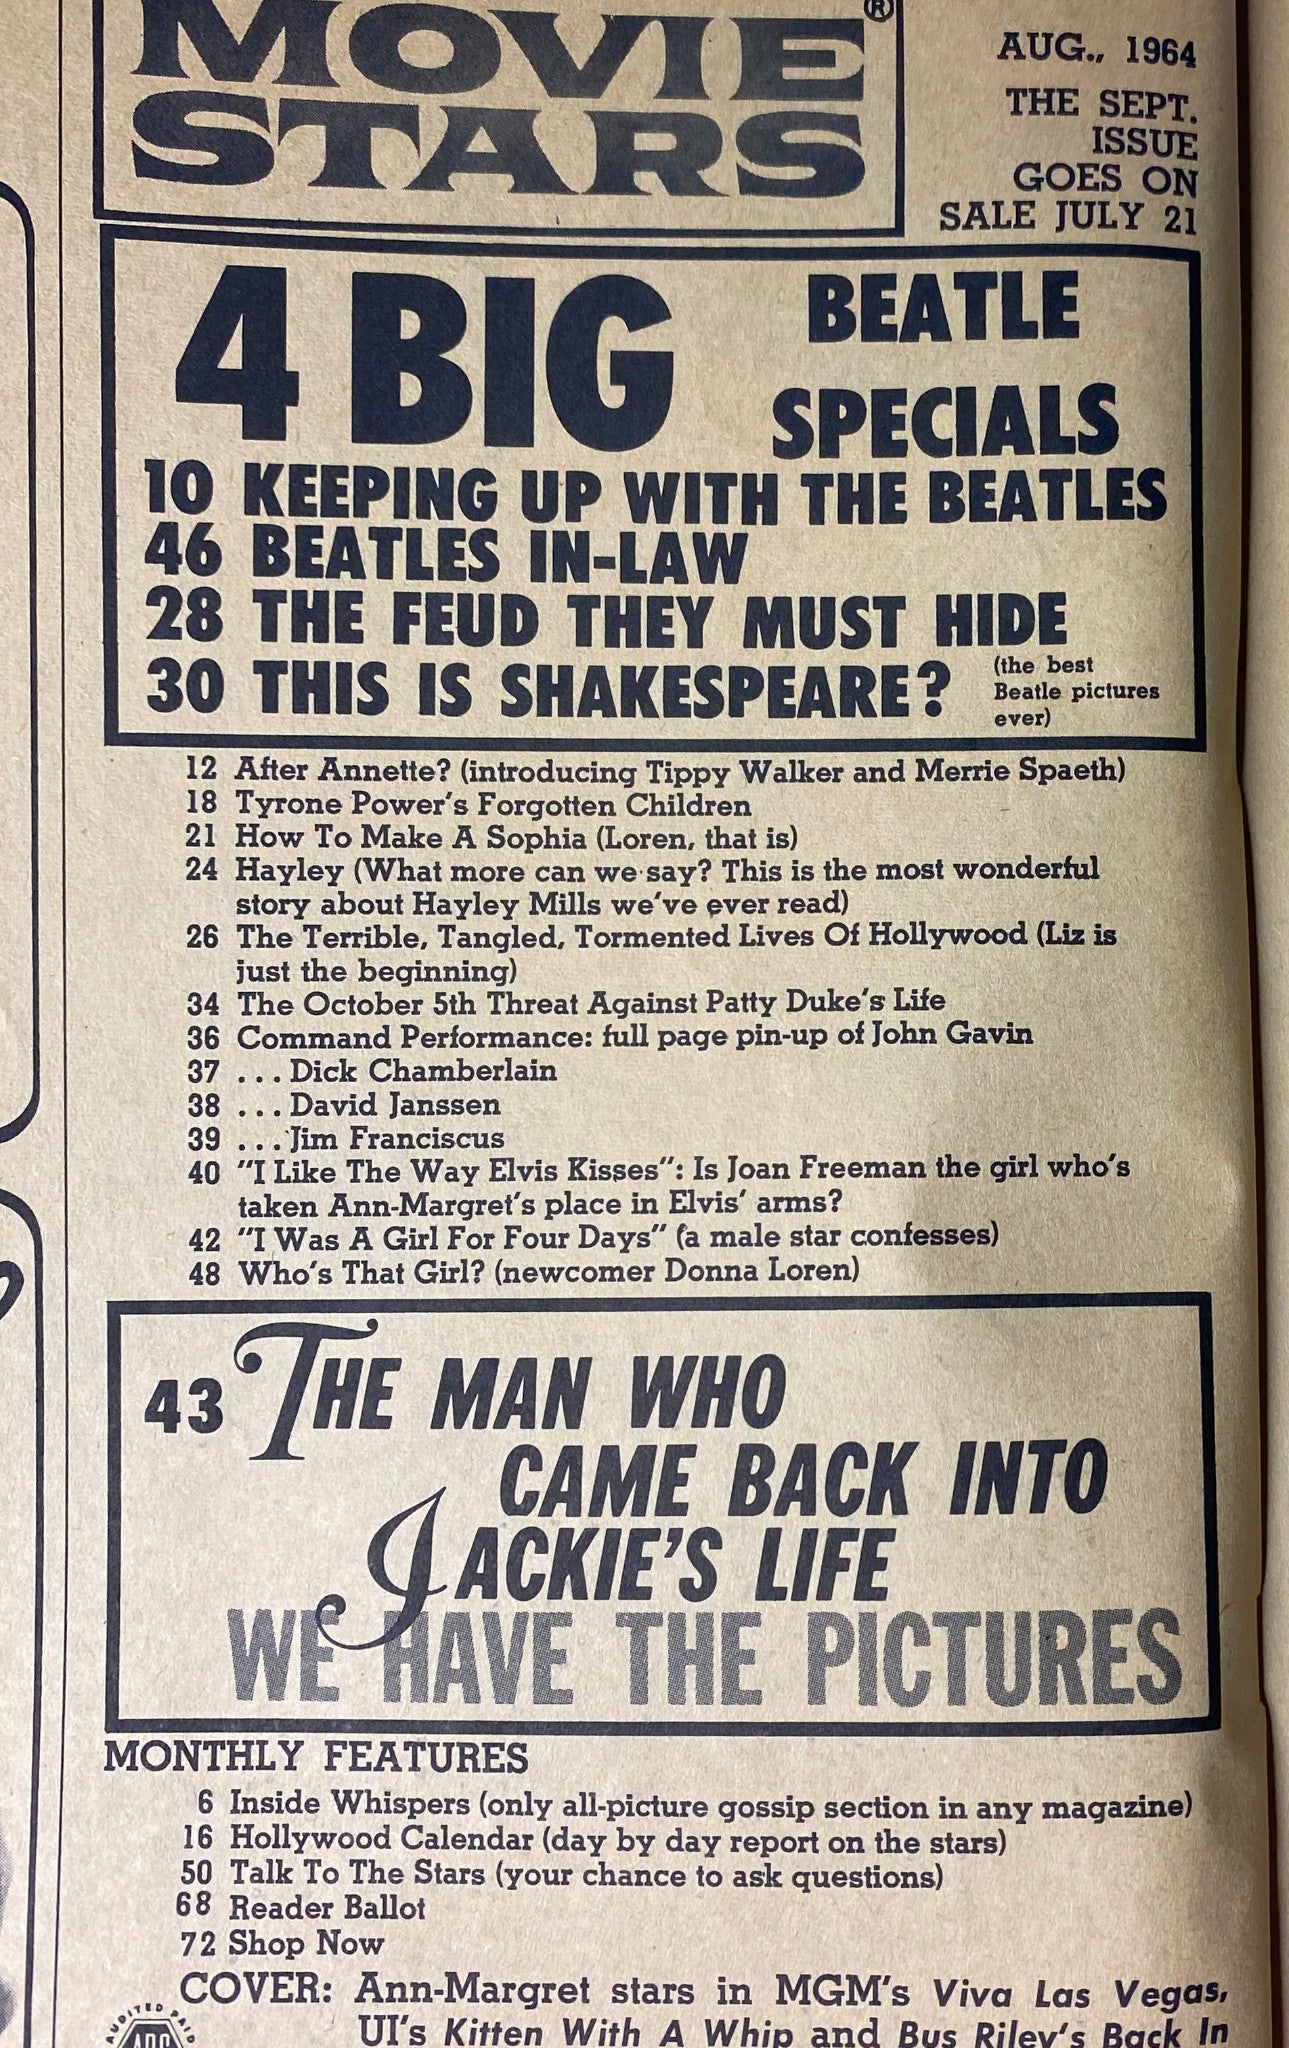 MOVIE ®
STARS
AUG., 1964
THE SEPT.
ISSUE
GOES ON
SALE JULY 21
4 BIG BEATLE
SPECIALS
10 KEEPING UP WITH THE BEATLES
46 BEATLES IN-LAW
28 THE FEUD THEY MUST HIDE
30 THIS IS SHAKESPEARE? (the best
Beatle pictures
ever)
12 After Annette? (introducing Tippy Walker and Merrie Spaeth)
18 Tyrone Power's Forgotten Children
21 How To Make A Sophia (Loren, that is)
24 Hayley (What more can we say? This is the most wonderful
story about Hayley Mills we've ever read)
26 The Terrible, Tangled, Tormented Lives Of Hollywood (Liz is
just the beginning)
34 The October 5th Threat Against Patty Duke's Life
36 Command Performance: full page pin-up of John Gavin
37 ... Dick Chamberlain
38 ... David Janssen
39 ... Jim Franciscus
40 "I Like The Way Elvis Kisses": Is Joan Freeman the girl who's
taken Ann-Margret's place in Elvis' arms?
42 "I Was A Girl For Four Days" (a male star confesses)
48 Who's That Girl? (newcomer Donna Loren)
43 THE MAN WHO
CAME BACK INTO
JACKIE'S LIFE
WE HAVE THE PICTURES
MONTHLY FEATURES
6 Inside Whispers (only all-picture gossip section in any magazine)
16 Hollywood Calendar (day by day report on the stars)
50 Talk To The Stars (your chance to ask questions)
68 Reader Ballot
72 Shop Now
COVER: Ann-Margret stars in MGM's Viva Las Vegas,
UI's Kitten With A Whip and Bus Riley's Back In
AUDITED PAID